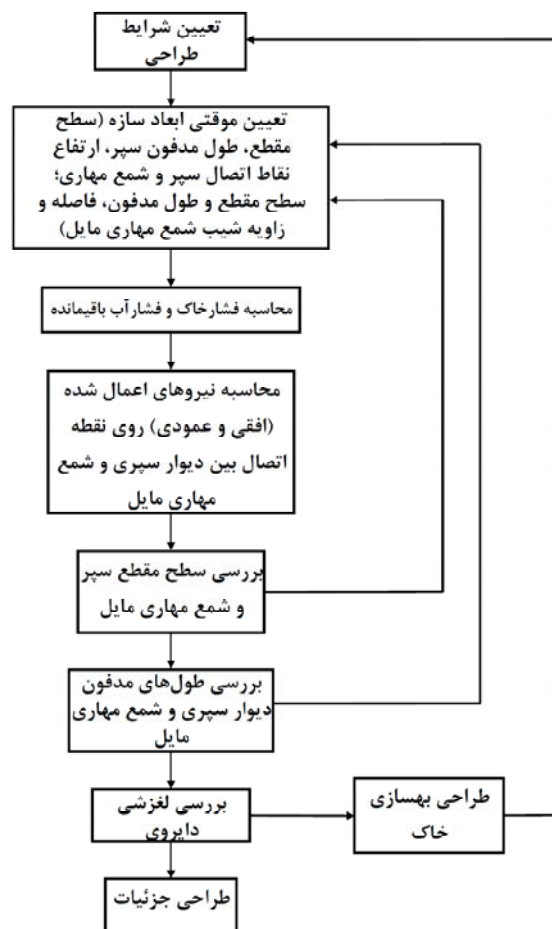 تعیین شرایط
طراحی
تعیین موقتی ابعاد سازه (سطح
مقطع، طول مدفون سپر، ارتفاع
نقاط اتصال سپر و شمع مهاری؛
سطح مقطع و طول مدفون، فاصله و
زاویه شیب شمع مهاری مایل)
محاسبه فشارخاک و فشارآب باقیمانده
محاسبه نیروهای اعمال شده
(افقی و عمودی) روی نقطه
اتصال بین دیوار سپری و شمع
مهاری مایل
بررسی سطح مقطع سپر
و شمع مهاری مایل
بررسی طول‌های مدفون
دیوار سپری و شمع مهاری
مایل
بررسی لغزشی
دایروی
طراحی بهسازی
خاک
طراحی جزئیات